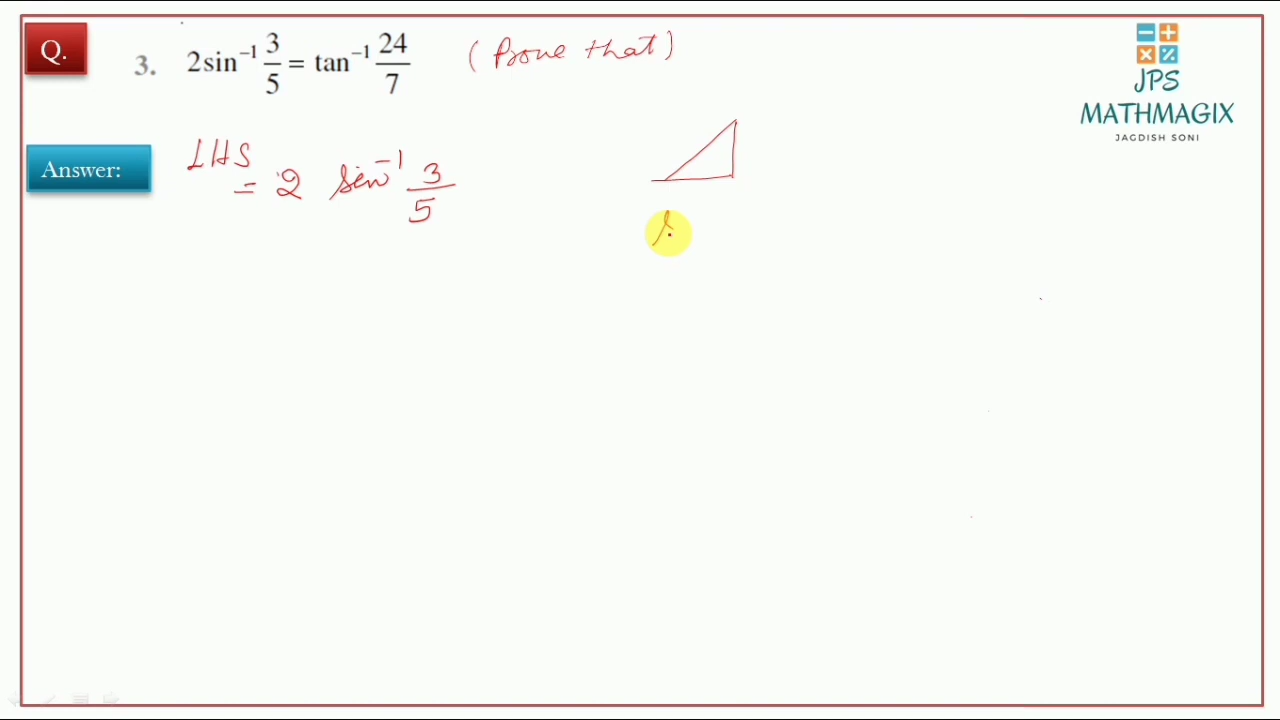 Q.
3. 2sin⁻¹ 3/5 = tan⁻¹ 24/7 (Prove that)
JPS
MATHMAGIX
JAGDISH SONI
Answer:
LHS
= 2 sin⁻¹ 3/5